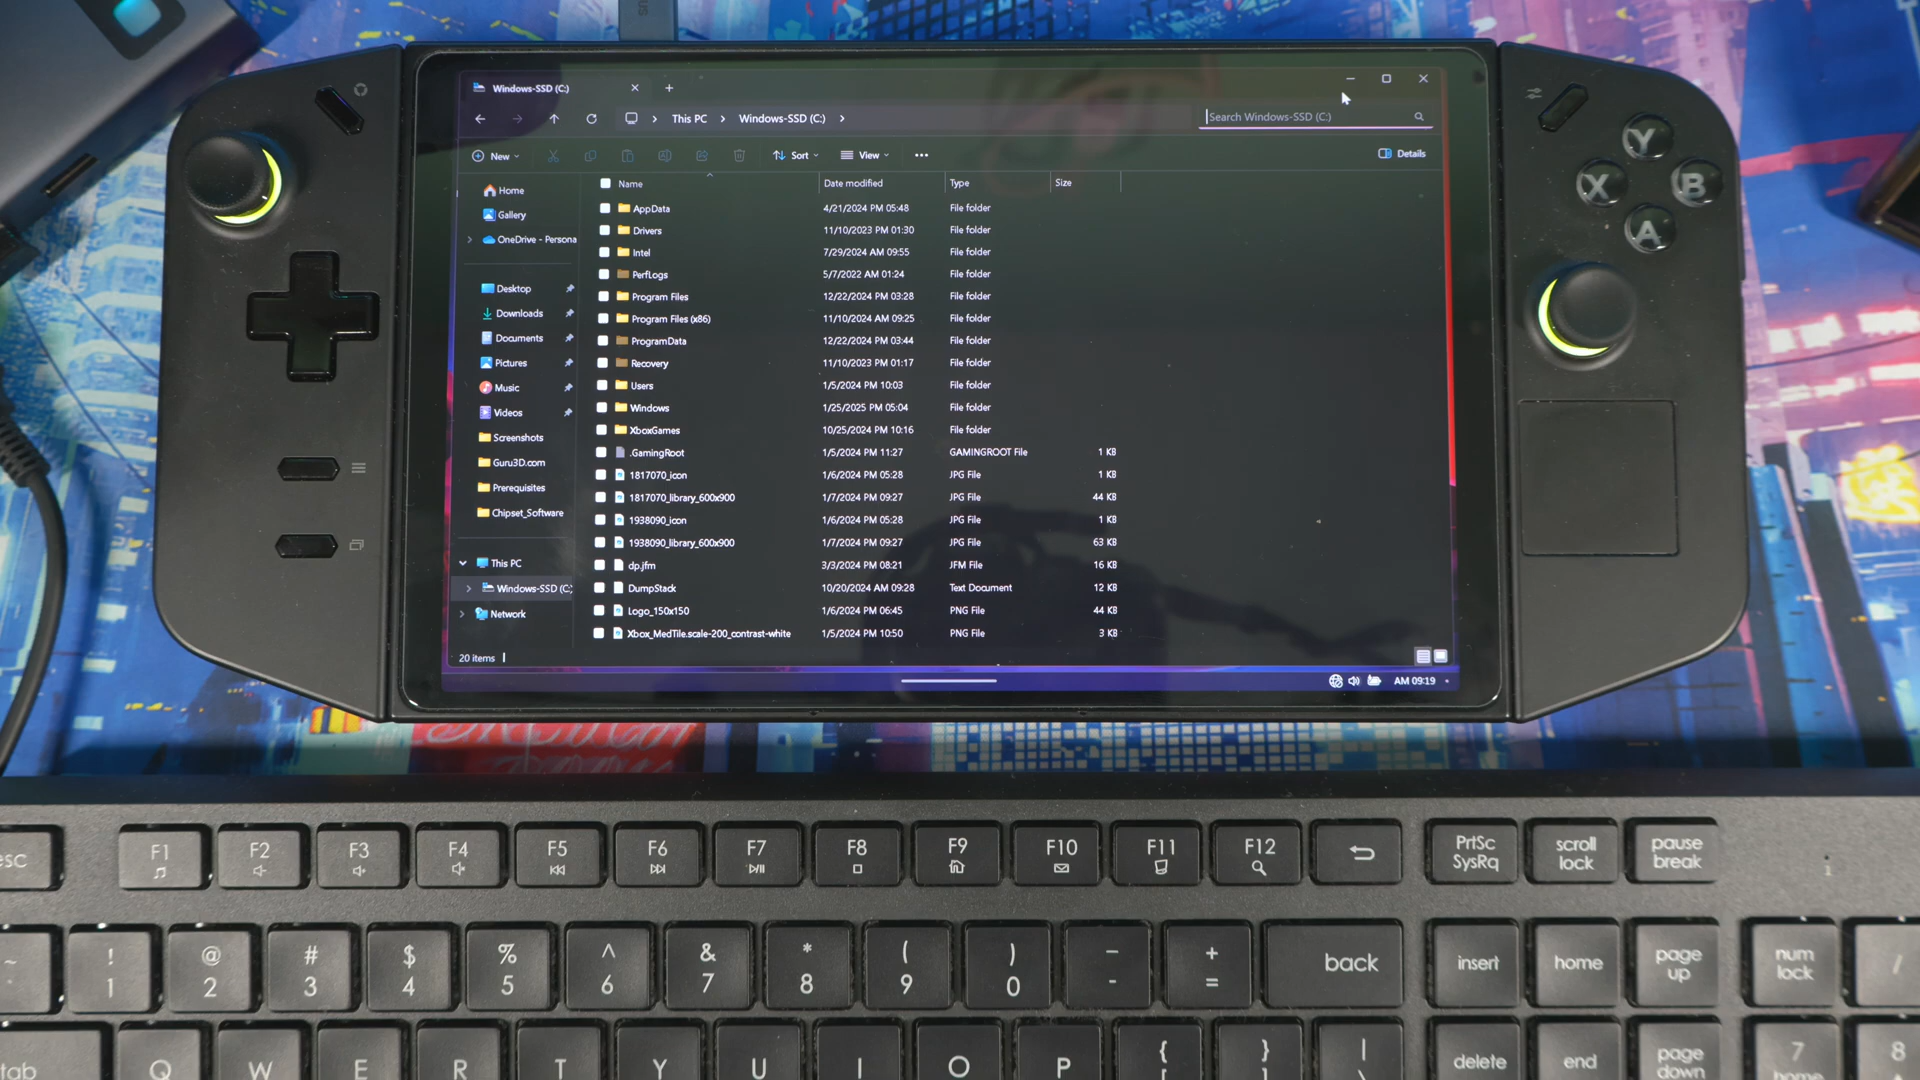 Windows-SSD (C:)
This PC > Windows-SSD (C:) >
Search Windows-SSD (C:)
New
Sort
View
Details
Name Date modified Type Size
Home
Gallery
OneDrive - Persona
Desktop
Downloads
Documents
Pictures
Music
Videos
Screenshots
Guru3D.com
Prerequisites
Chipset_Software
This PC
Windows-SSD (C:
Network
AppData 4/21/2024 PM 05:48 File folder
Drivers 11/10/2023 PM 01:30 File folder
Intel 7/29/2024 AM 09:55 File folder
PerfLogs 5/7/2022 AM 01:24 File folder
Program Files 12/22/2024 PM 03:28 File folder
Program Files (x86) 11/10/2024 AM 09:25 File folder
ProgramData 12/22/2024 PM 03:44 File folder
Recovery 11/10/2023 PM 01:17 File folder
Users 1/5/2024 PM 10:03 File folder
Windows 1/25/2025 PM 05:04 File folder
XboxGames 10/25/2024 PM 10:16 File folder
.GamingRoot 1/5/2024 PM 11:27 GAMINGROOT File 1 KB
1817070_icon 1/6/2024 PM 05:28 JPG File 1 KB
1817070_library_600x900 1/7/2024 PM 09:27 JPG File 44 KB
1938090_icon 1/6/2024 PM 05:28 JPG File 1 KB
1938090_library_600x900 1/7/2024 PM 09:27 JPG File 63 KB
dp.jfm 3/3/2024 PM 08:21 JFM File 16 KB
DumpStack 10/20/2024 AM 09:28 Text Document 12 KB
Logo_150x150 1/6/2024 PM 06:45 PNG File 44 KB
Xbox_MedTile.scale-200_contrast-white 1/5/2024 PM 10:50 PNG File 3 KB
20 items
AM 09:19
Y
X B
A
esc F1 F2 F3 F4 F5 F6 F7 F8 F9 F10 F11 F12 PrtSc SysRq scroll lock pause break
~ ! @ # $ % ^ & * ( ) – + back insert home page up num lock /
1 2 3 4 5 6 7 8 9 0 - =
tab Q W E R T Y U I O P { } | delete end page down 7 home 8
[ ] \